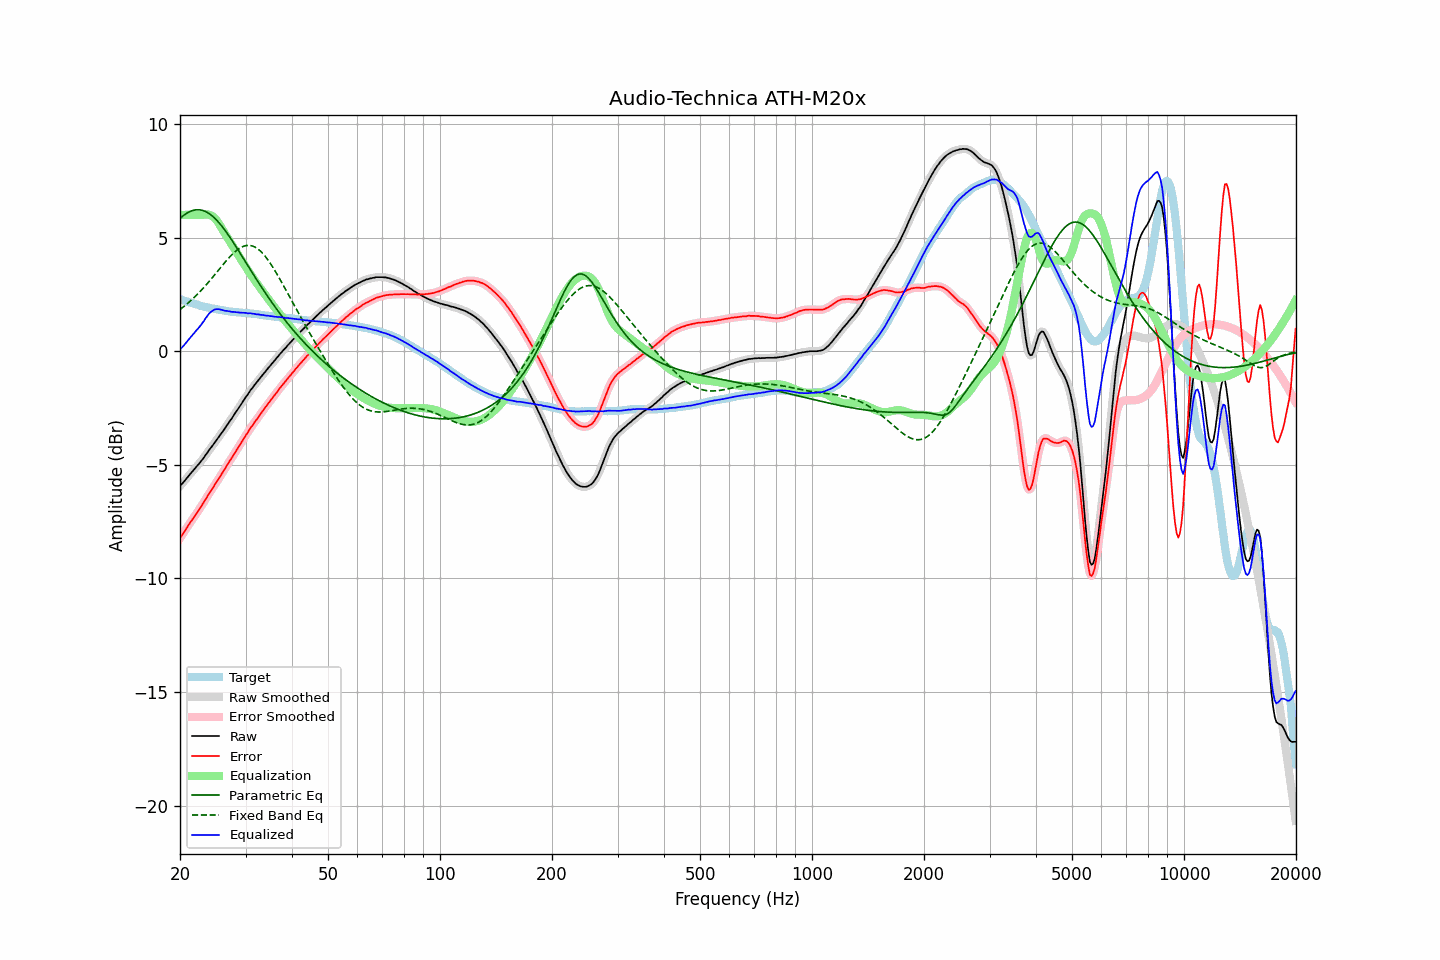 Audio-Technica ATH-M20x
Amplitude (dBr)
10
5
0
−5
−10
−15
−20
Target
Raw Smoothed
Error Smoothed
Raw
Error
Equalization
Parametric Eq
Fixed Band Eq
Equalized
20 50 100 200 500 1000 2000 5000 10000 20000
Frequency (Hz)